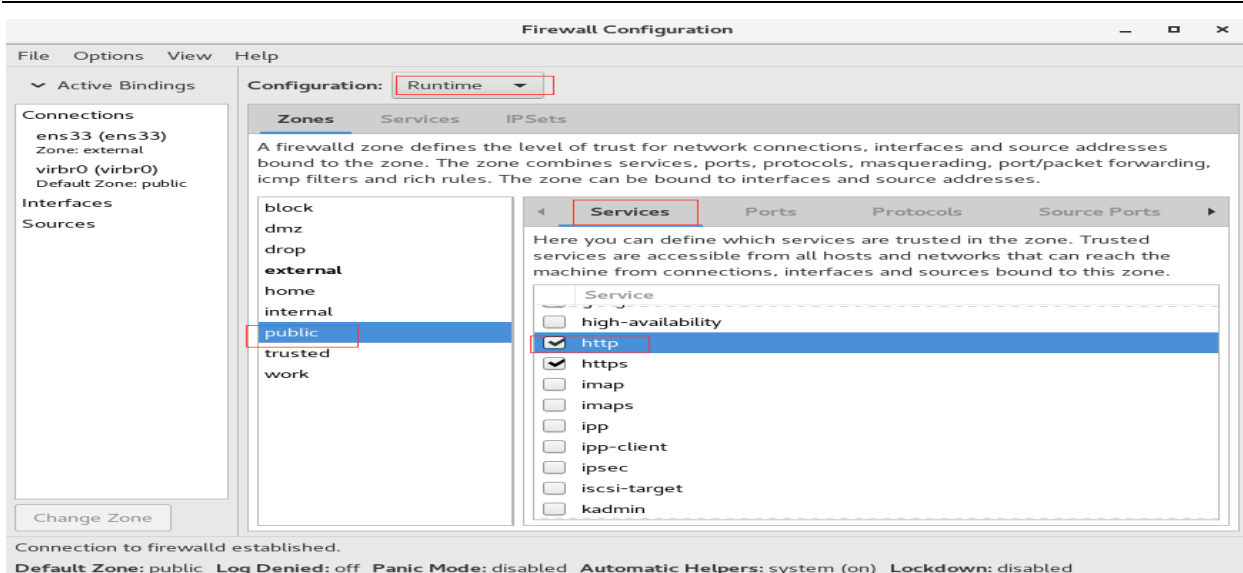 Firewall Configuration
File Options View Help
Active Bindings
Configuration: Runtime
Connections
ens33 (ens33)
Zone: external
virbr0 (virbr0)
Default Zone: public
Interfaces
Sources
Change Zone
Zones Services IPSets
A firewalld zone defines the level of trust for network connections, interfaces and source addresses
bound to the zone. The zone combines services, ports, protocols, masquerading, port/packet forwarding,
icmp filters and rich rules. The zone can be bound to interfaces and source addresses.
block
dmz
drop
external
home
internal
public
trusted
work
Services Ports Protocols Source Ports
Here you can define which services are trusted in the zone. Trusted
services are accessible from all hosts and networks that can reach the
machine from connections, interfaces and sources bound to this zone.
Service
high-availability
http
https
imap
imaps
ipp
ipp-client
ipsec
iscsi-target
kadmin
Connection to firewalld established.
Default Zone: public Log Denied: off Panic Mode: disabled Automatic Helpers: system (on) Lockdown: disabled